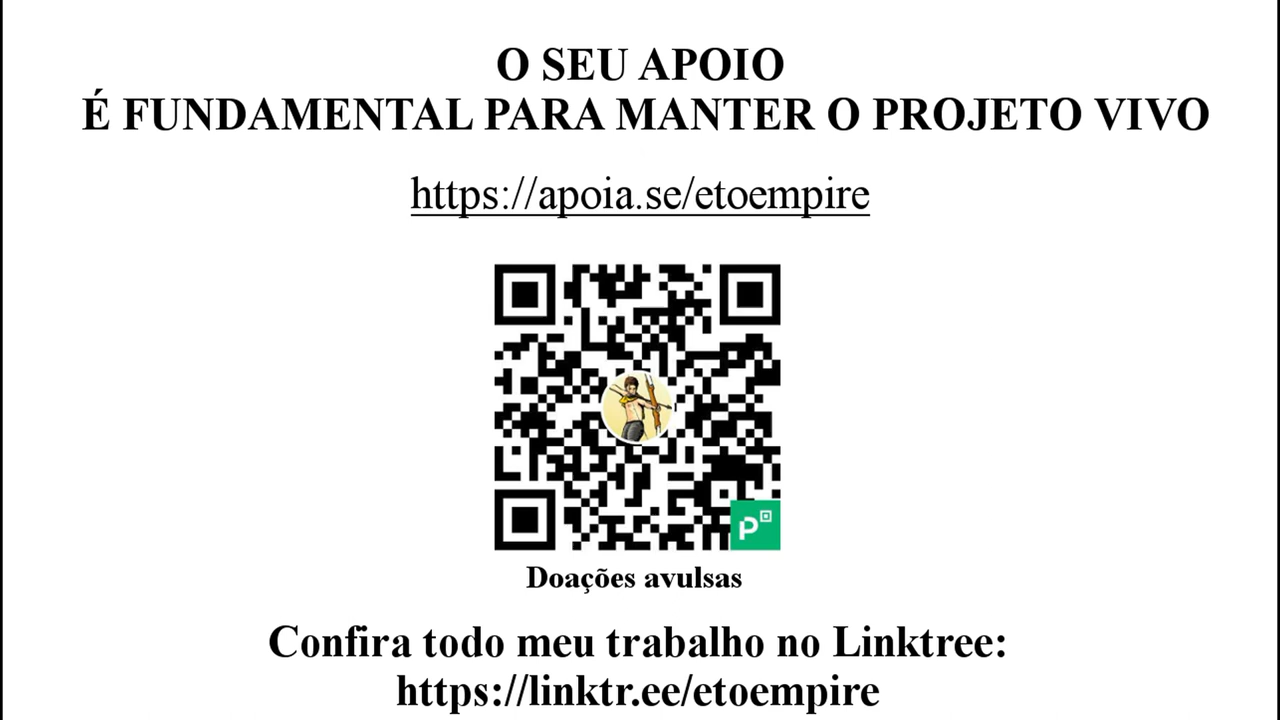 O SEU APOIO
É FUNDAMENTAL PARA MANTER O PROJETO VIVO
https://apoia.se/etoempire
P
Doações avulsas
Confira todo meu trabalho no Linktree:
https://linktr.ee/etoempire